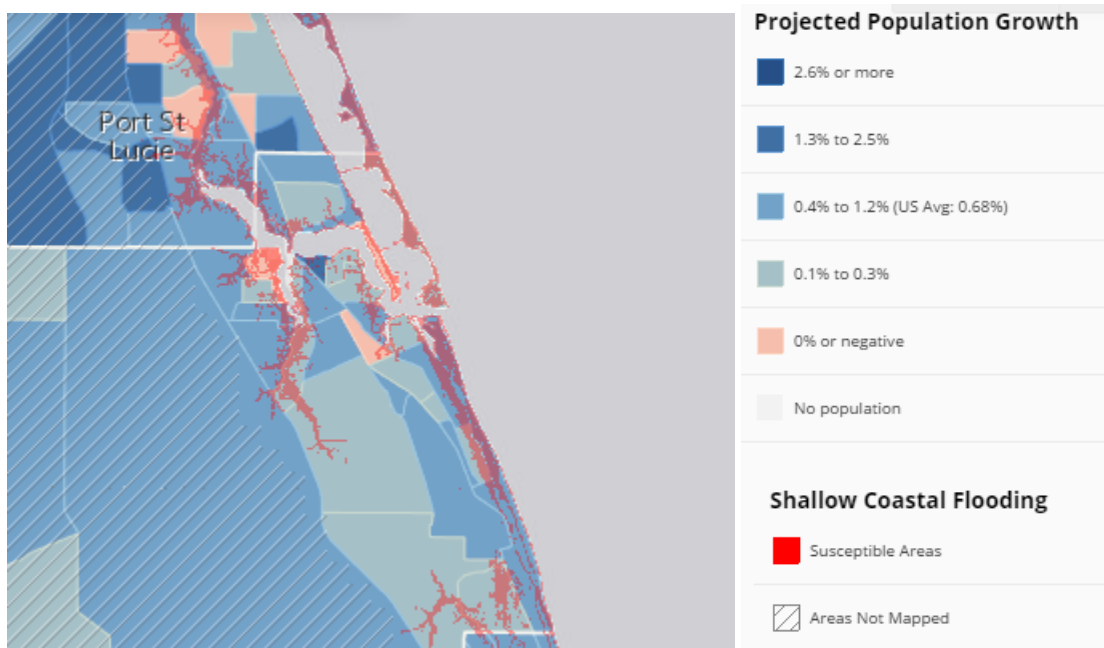 Port St
Lucie
Projected Population Growth
2.6% or more
1.3% to 2.5%
0.4% to 1.2% (US Avg: 0.68%)
0.1% to 0.3%
0% or negative
No population
Shallow Coastal Flooding
Susceptible Areas
Areas Not Mapped